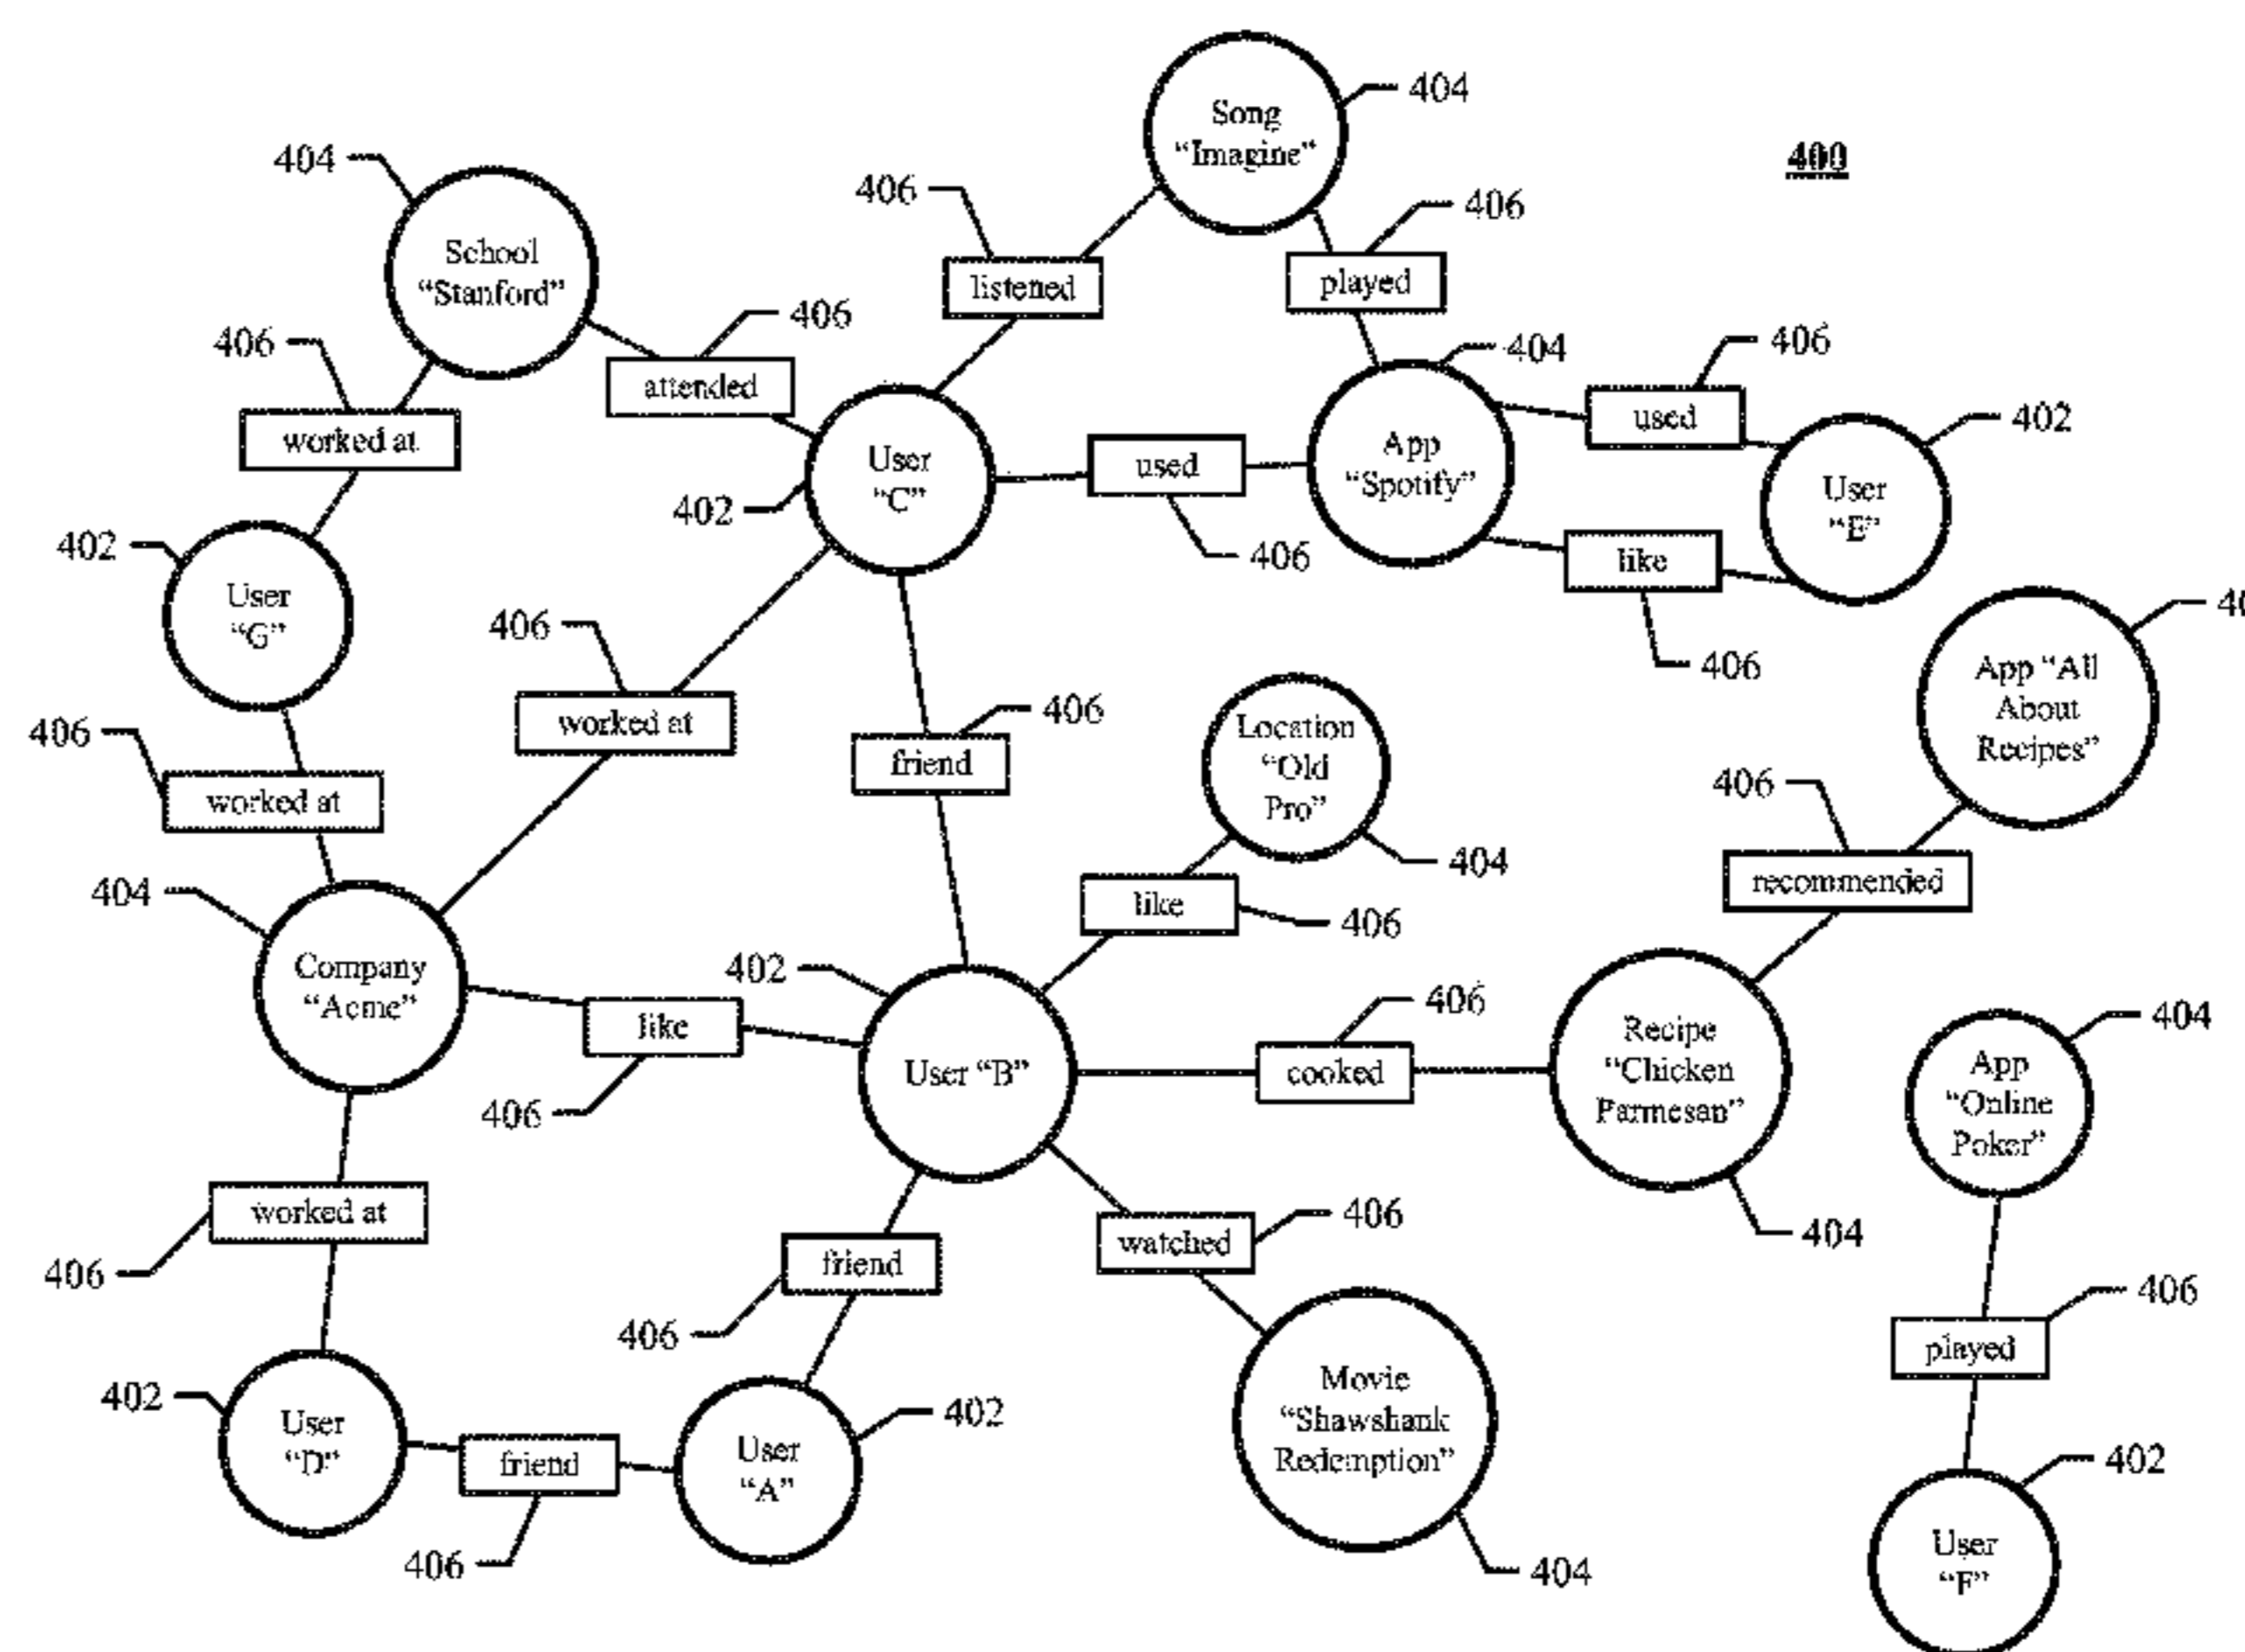 Song
“Imagine”
404
400
404
406
406
School
“Stanford”
listened
played
406
406
404
406
attended
used
402
worked at
User
“C”
used
App
“Spotify”
User
“E”
402
402
406
like
User
“G”
406
406
App “All
About
Recipes”
406
worked at
406
Location
“Old
Pro”
406
friend
406
worked at
404
recommended
404
like
406
Company
“Acme”
402
406
like
User “B”
cooked
Recipe
“Chicken
Parmesan”
404
App
“Online
Poker”
406
worked at
406
watched
404
406
friend
406
406
played
402
Movie
“Shawshank
Redemption”
User
“D”
friend
User
“A”
402
402
406
404
User
“F”